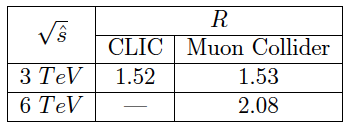 √ŝ R
CLIC Muon Collider
3 TeV 1.52 1.53
6 TeV — 2.08